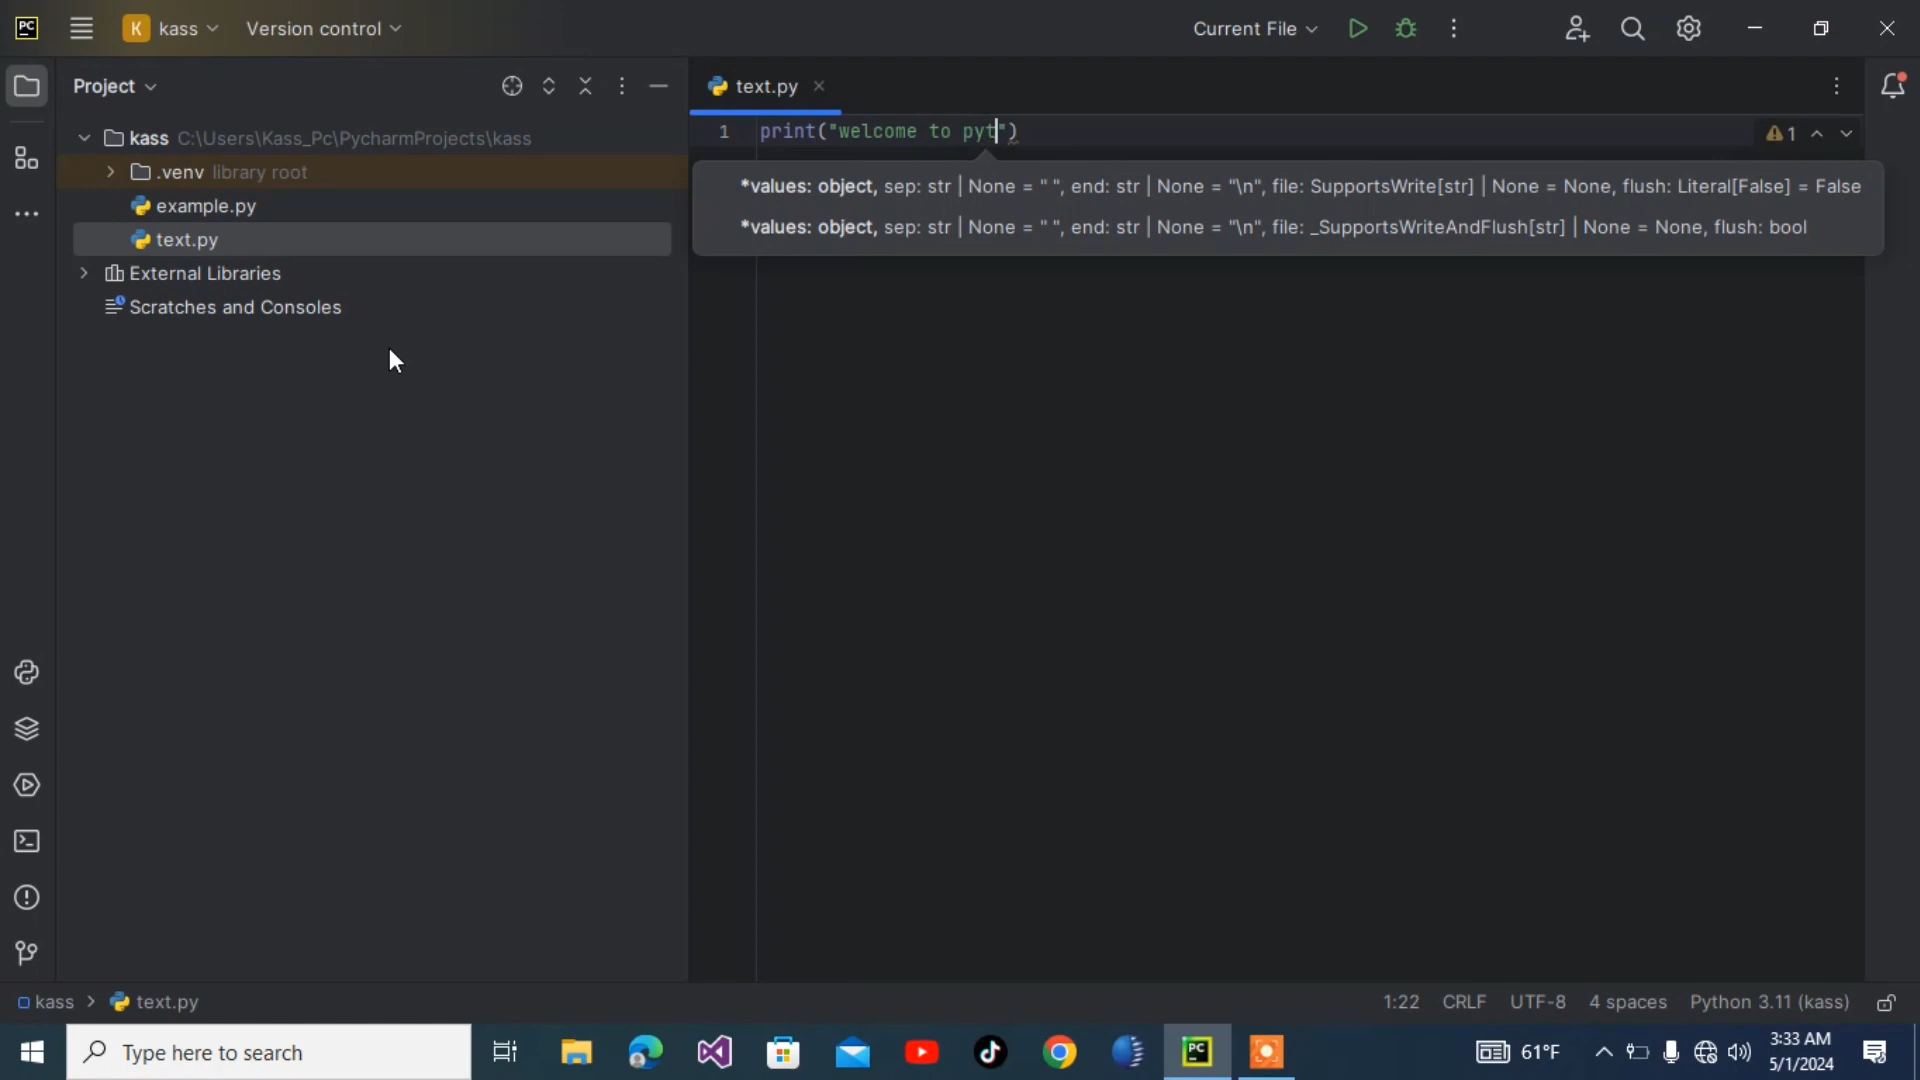 PC
K kass Version control Current File
Project
text.py
kass C:\Users\Kass_Pc\PycharmProjects\kass
.venv library root
example.py
text.py
External Libraries
Scratches and Consoles
1 print("welcome to pyt")
1
*values: object, sep: str | None = " ", end: str | None = "\n", file: SupportsWrite[str] | None = None, flush: Literal[False] = False
*values: object, sep: str | None = " ", end: str | None = "\n", file: _SupportsWriteAndFlush[str] | None = None, flush: bool
kass > text.py
1:22 CRLF UTF-8 4 spaces Python 3.11 (kass)
Type here to search
PC
61°F
3:33 AM
5/1/2024